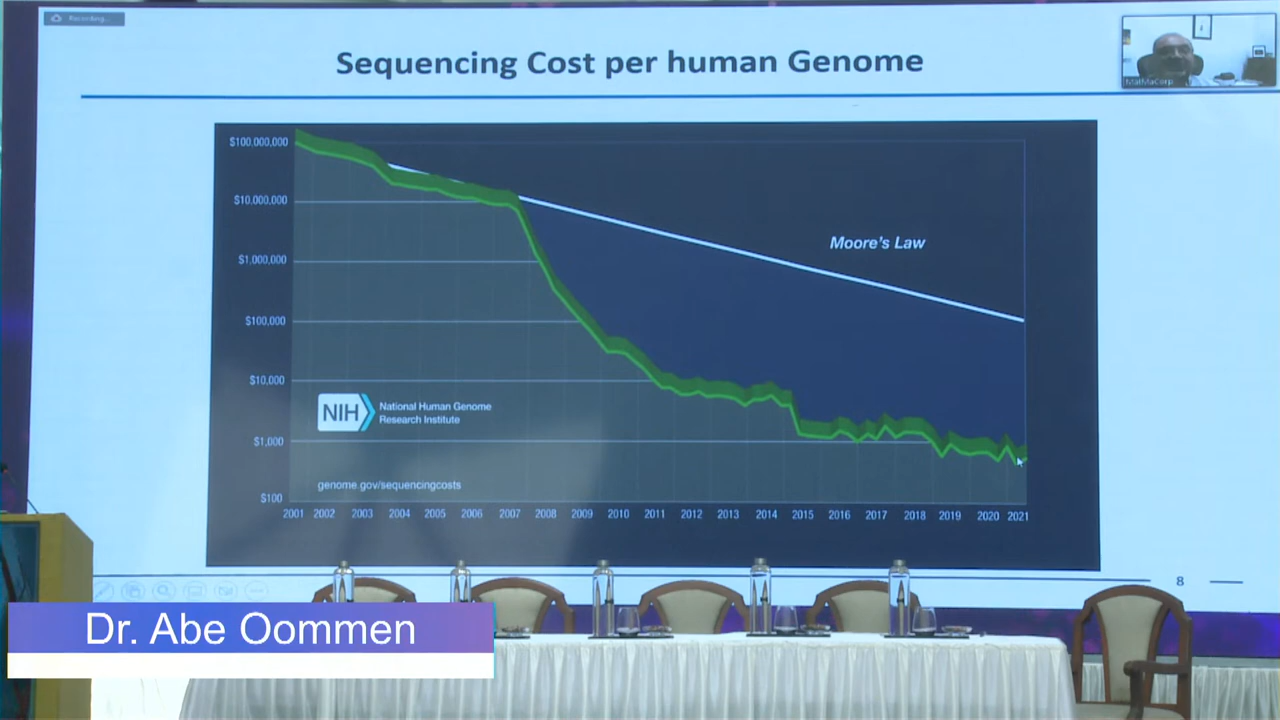 Recording...
Sequencing Cost per human Genome
MatMaCorp
$100,000,000
$10,000,000
$1,000,000
$100,000
$10,000
$1,000
$100
Moore's Law
NIH
National Human Genome
Research Institute
genome.gov/sequencingcosts
2001 2002 2003 2004 2005 2006 2007 2008 2009 2010 2011 2012 2013 2014 2015 2016 2017 2018 2019 2020 2021
8
Dr. Abe Oommen